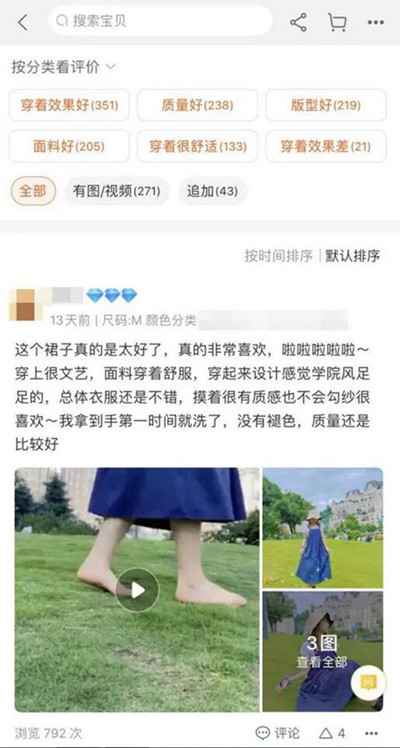 搜索宝贝
按分类看评价
穿着效果好(351) 质量好(238) 版型好(219)
面料好(205) 穿着很舒适(133) 穿着效果差(21)
全部 有图/视频(271) 追加(43)
按时间排序 默认排序
13天前 | 尺码:M 颜色分类
这个裙子真的是太好了，真的非常喜欢，啦啦啦啦啦～
穿上很文艺，面料穿着舒服，穿起来设计感觉学院风足
足的，总体衣服还是不错，摸着很有质感也不会勾纱很
喜欢～我拿到手第一时间就洗了，没有褪色，质量还是
比较好
3图
查看全部
浏览 792 次 评论 4